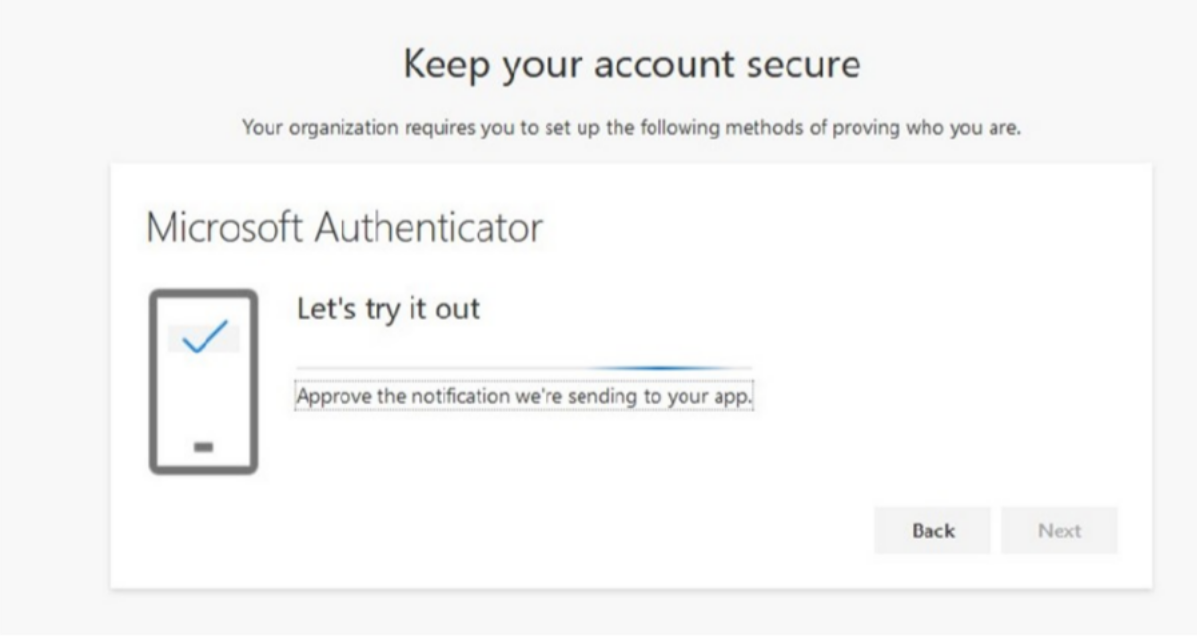 Keep your account secure
Your organization requires you to set up the following methods of proving who you are.
Microsoft Authenticator
Let's try it out
Approve the notification we're sending to your app.
Back Next